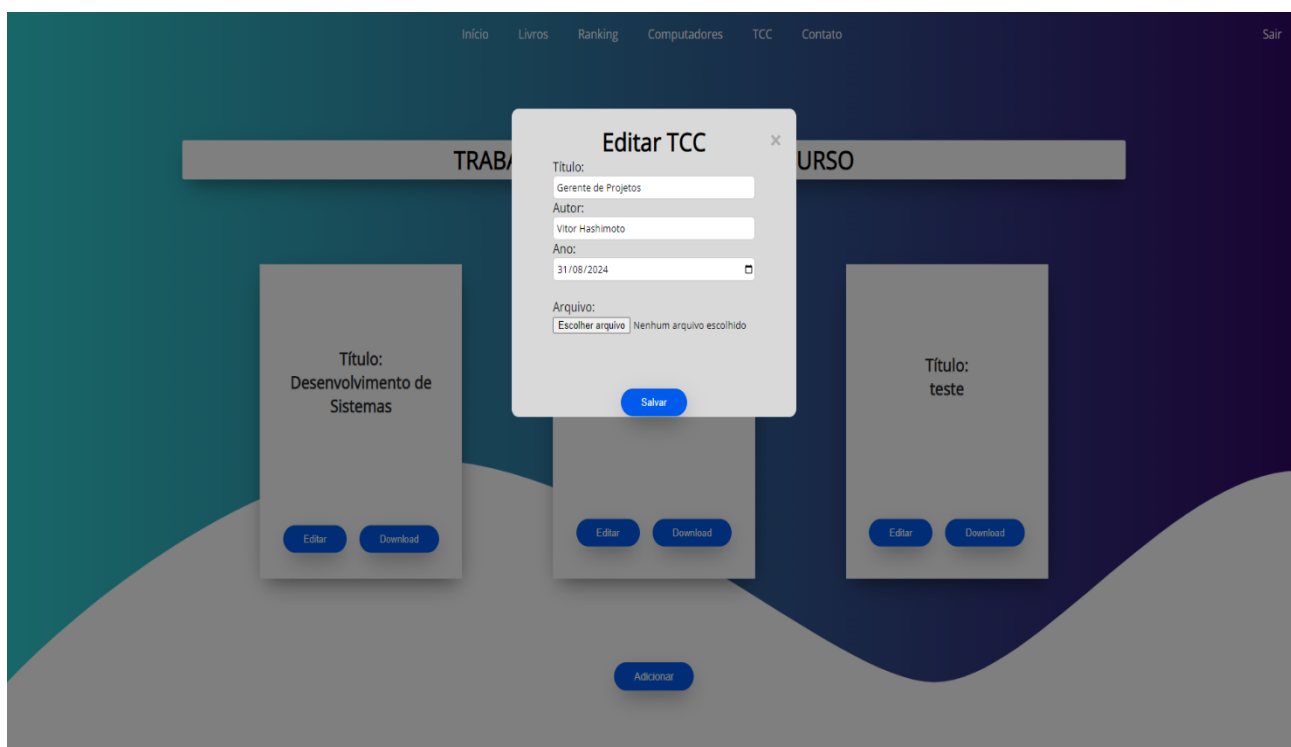 Início Livros Ranking Computadores TCC Contato Sair
Editar TCC ×
TRABA URSO
Título:
Gerente de Projetos
Autor:
Vitor Hashimoto
Ano:
31/08/2024
Arquivo:
Escolher arquivo Nenhum arquivo escolhido
Salvar
Título:
Desenvolvimento de
Sistemas
Editar Download
Editar Download
Título:
teste
Editar Download
Adicionar